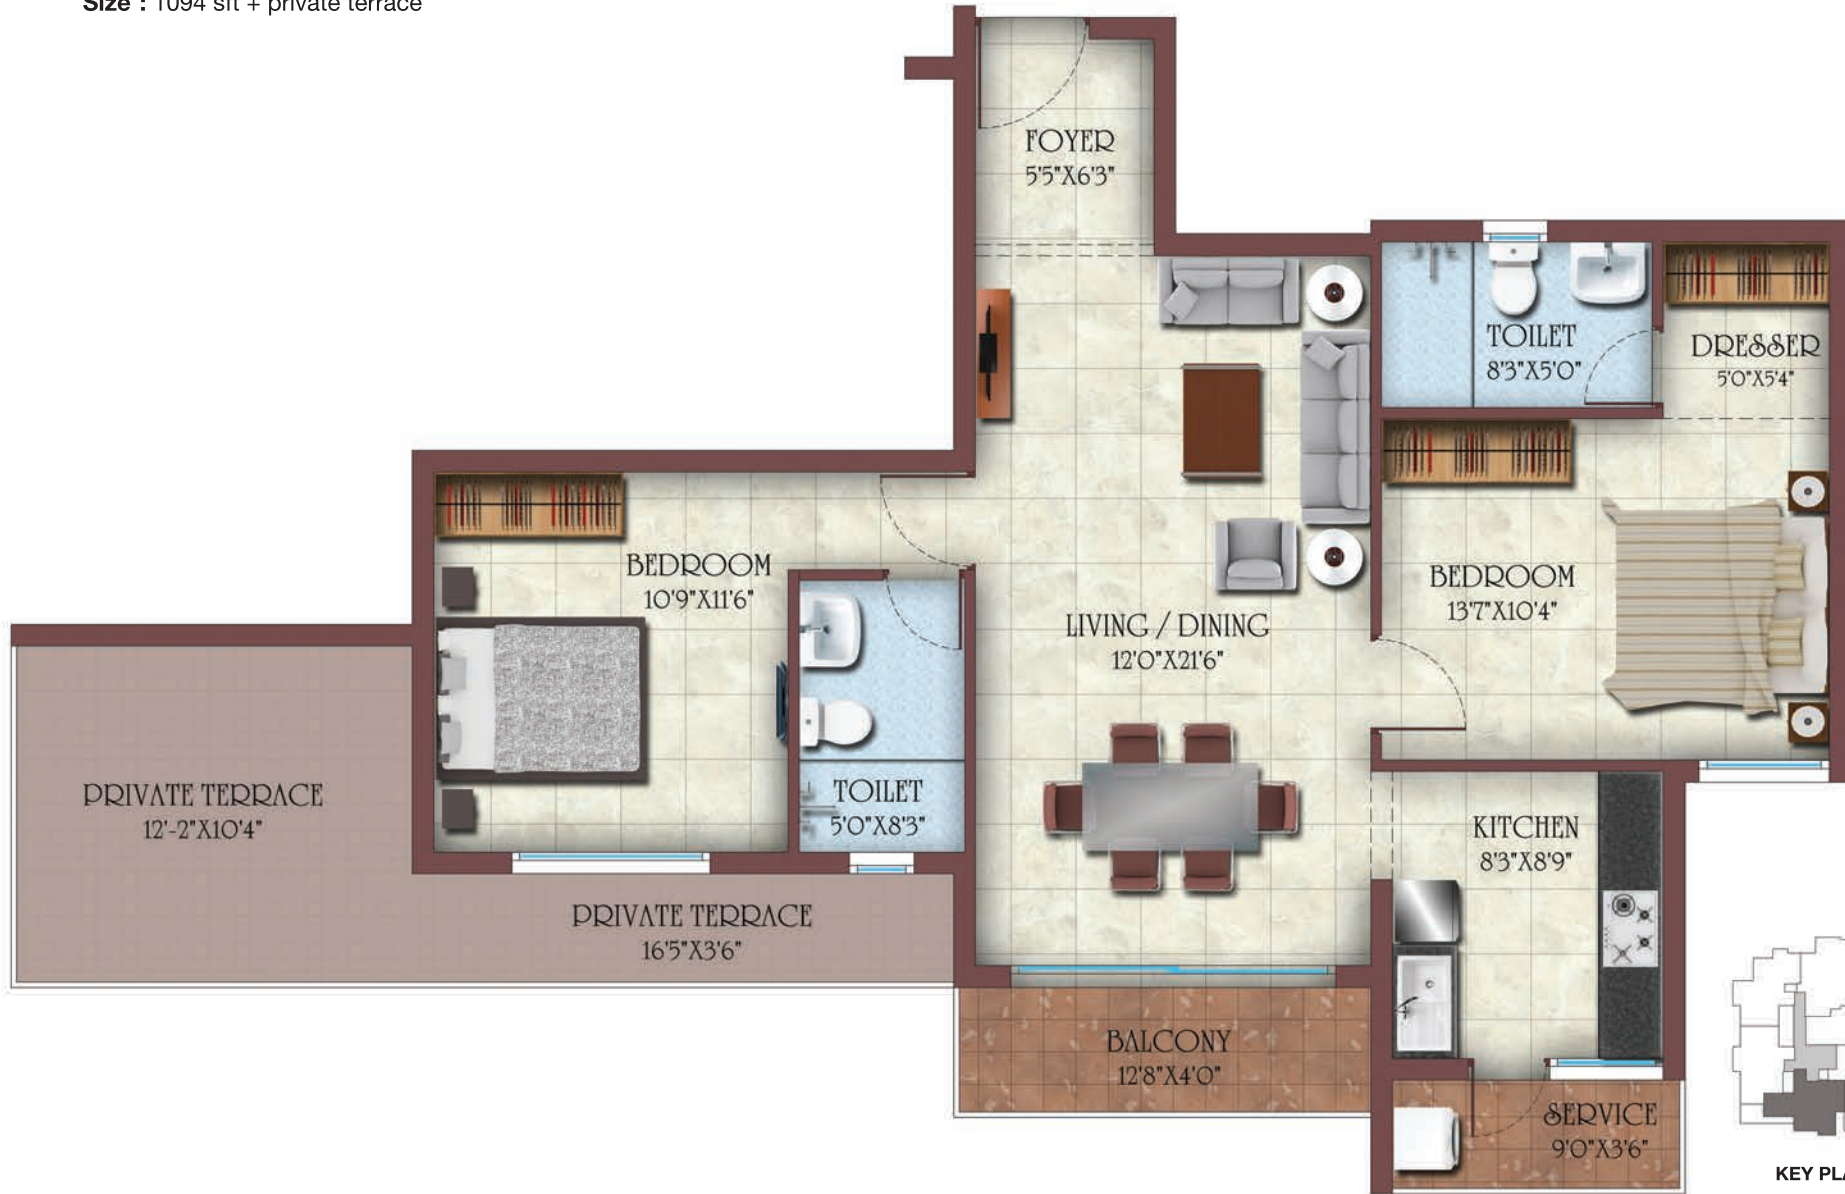 Size : 1094 sft + private terrace
FOYER
5'5"X6'3"
TOILET
8'3"X5'0"
DRESSER
5'0"X5'4"
BEDROOM
10'9"X11'6"
BEDROOM
13'7"X10'4"
LIVING / DINING
12'0"X21'6"
PRIVATE TERRACE
12'-2"X10'4"
TOILET
5'0"X8'3"
KITCHEN
8'3"X8'9"
PRIVATE TERRACE
16'5"X3'6"
BALCONY
12'8"X4'0"
SERVICE
9'0"X3'6"
KEY PLA